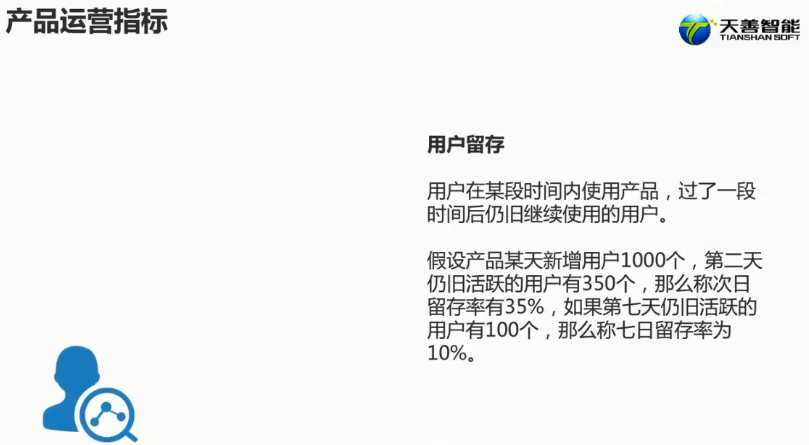 产品运营指标
天善智能
TIANSHANSOFT
用户留存
用户在某段时间内使用产品，过了一段
时间后仍旧继续使用的用户。
假设产品某天新增用户1000个，第二天
仍旧活跃的用户有350个，那么称次日
留存率有35%，如果第七天仍旧活跃的
用户有100个，那么称七日留存率为
10%。